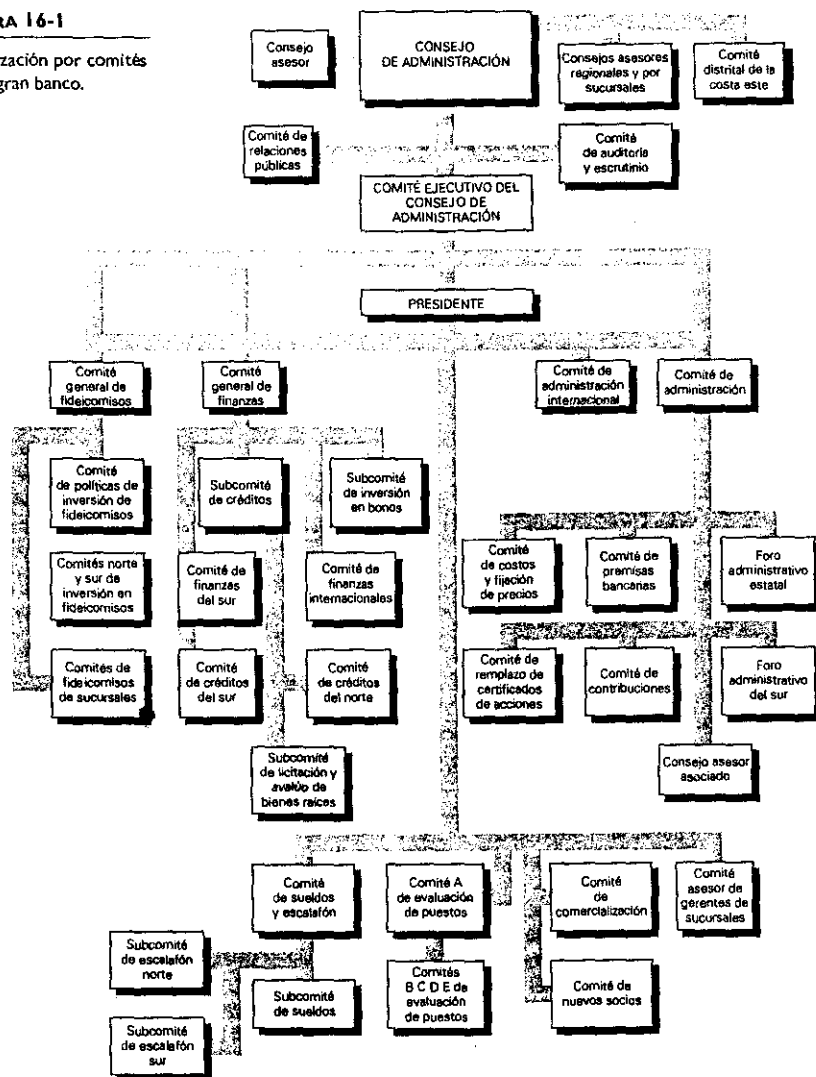 RA 16-1
zación por comités
gran banco.
Consejo
asesor
CONSEJO
DE ADMINISTRACIÓN
Consejos asesores
regionales y por
sucursales
Comité
distrital de la
costa este
Comité de
relaciones
públicas
Comité
de auditoría
y escrutinio
COMITÉ EJECUTIVO DEL
CONSEJO DE
ADMINISTRACIÓN
PRESIDENTE
Comité
general de
fideicomisos
Comité
general de
finanzas
Comité de
administración
internacional
Comité de
administración
Comité
de políticas de
inversión de
fideicomisos
Subcomité
de créditos
Subcomité
de inversión
en bonos
Comités norte
y sur de
inversión en
fideicomisos
Comité de
finanzas
del sur
Comité de
finanzas
internacionales
Comité
de costos
y fijación
de precios
Comité de
premisas
bancarias
Foro
administrativo
estatal
Comités de
fideicomisos
de sucursales
Comité
de créditos
del sur
Comité
de créditos
del norte
Comité de
remplazo de
certificados
de acciones
Comité de
contribuciones
Foro
administrativo
del sur
Subcomité
de licitación y
avalúo de
bienes raíces
Consejo asesor
asociado
Comité
de sueldos
y escalafón
Comité A
de evaluación
de puestos
Comité
de
comercialización
Comité
asesor de
gerentes de
sucursales
Subcomité
de escalafón
norte
Subcomité
de sueldos
Comités
B C D E de
evaluación
de puestos
Comité de
nuevos socios
Subcomité
de escalafón
sur